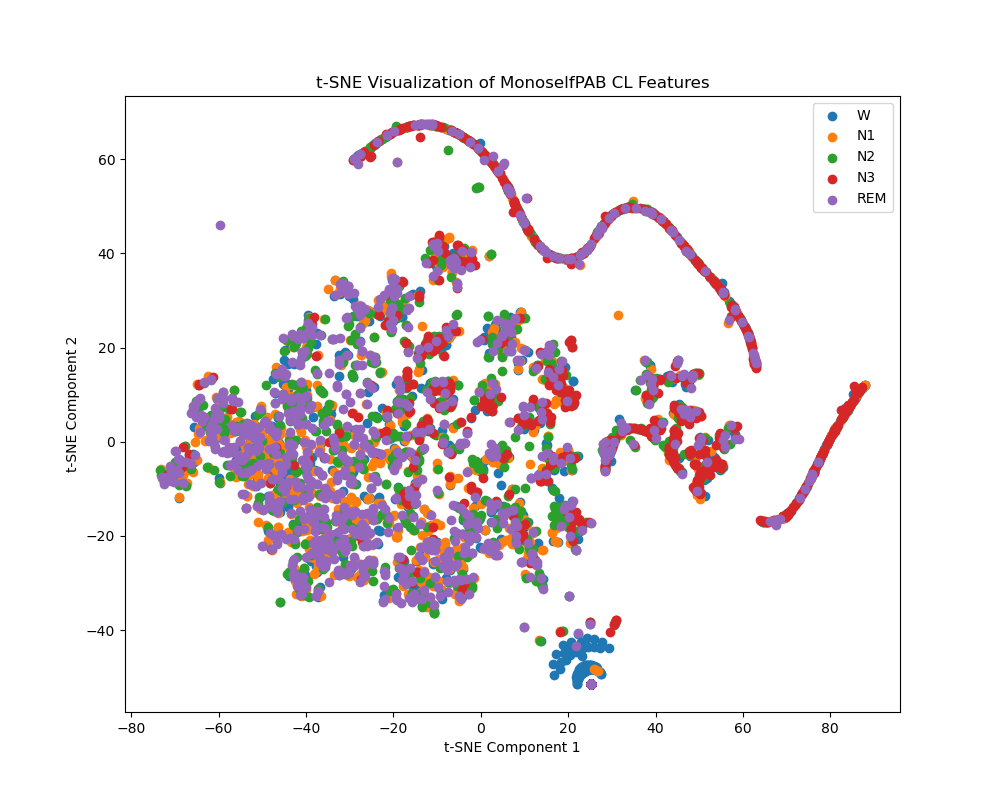 t-SNE Visualization of MonoselfPAB CL Features
W
N1
N2
N3
REM
60
40
20
0
−20
−40
t-SNE Component 2
−80
−60
−40
−20
0
20
40
60
80
t-SNE Component 1